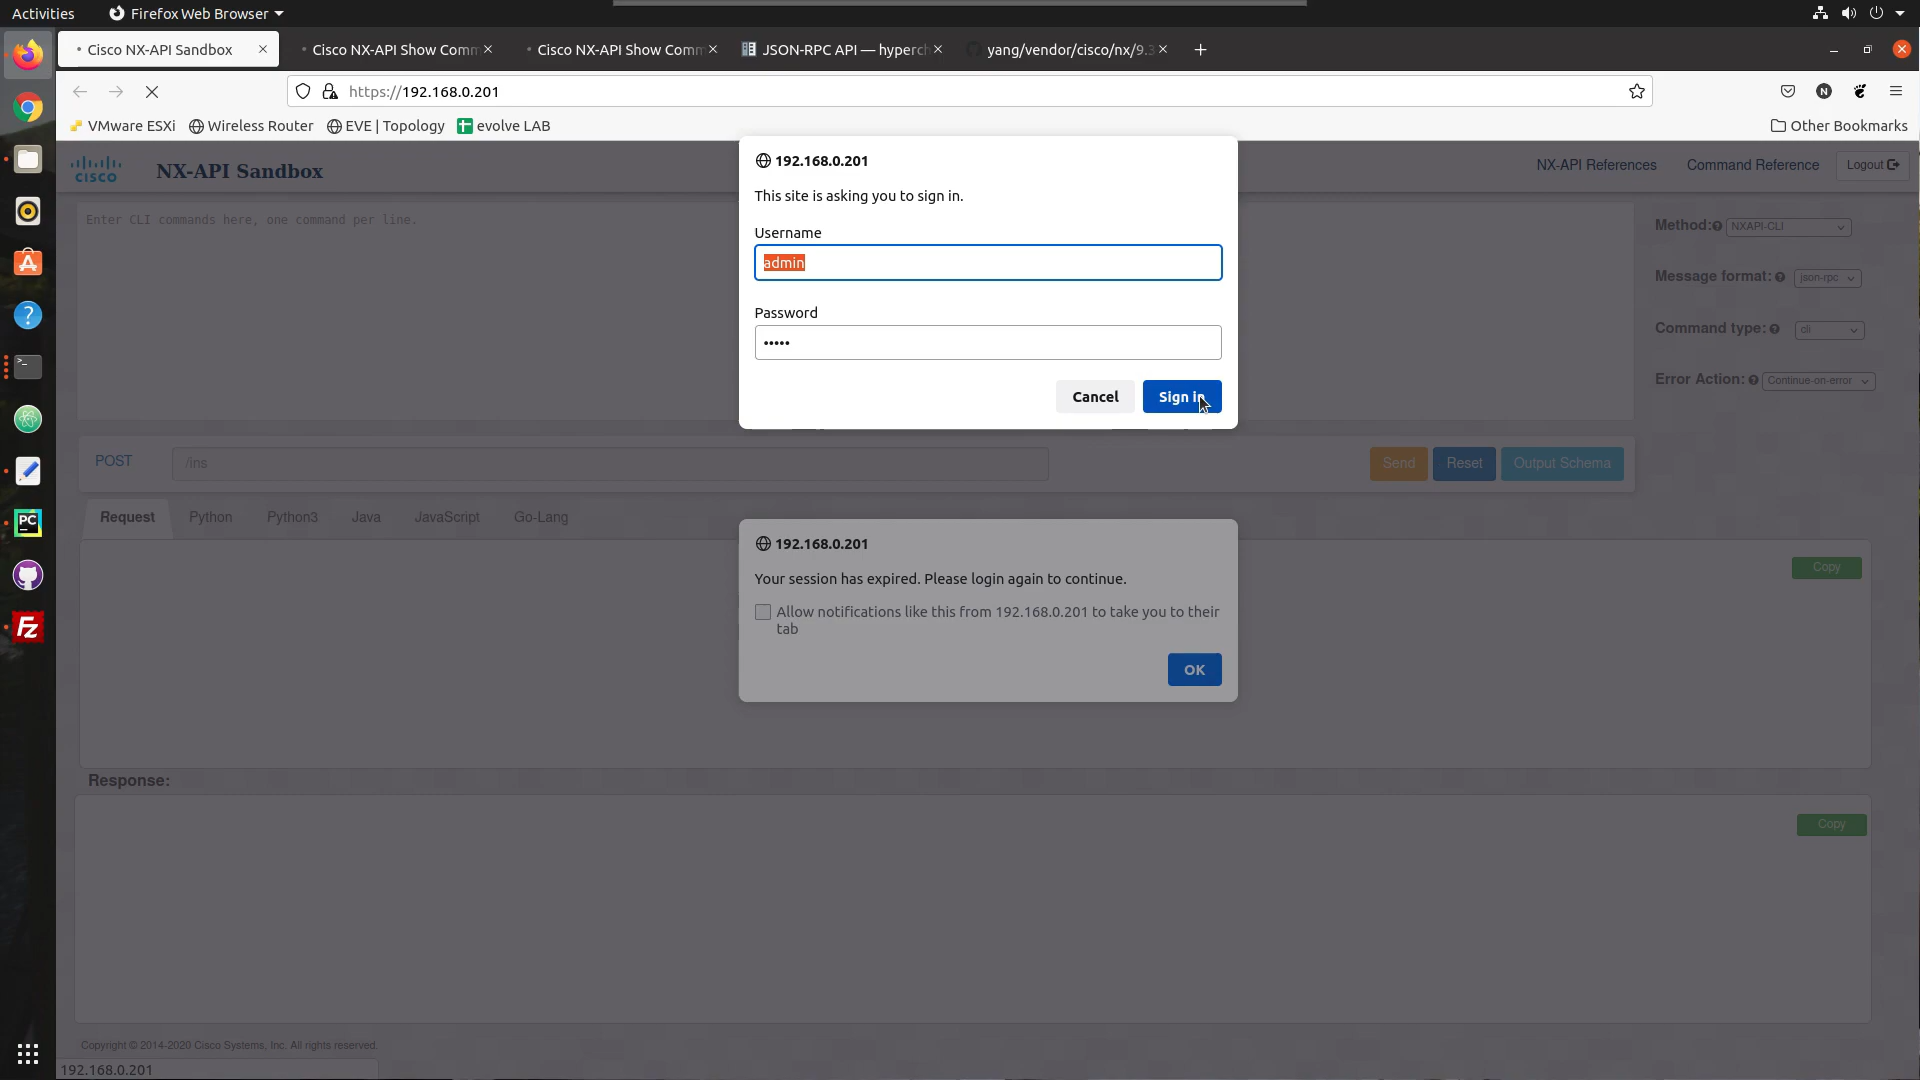 Activities
Firefox Web Browser
Cisco NX-API Sandbox
Cisco NX-API Show Comm
Cisco NX-API Show Comm
JSON-RPC API — hyperch
yang/vendor/cisco/nx/9.3
https://192.168.0.201
N
VMware ESXi
Wireless Router
EVE | Topology
evolve LAB
Other Bookmarks
CISCO
NX-API Sandbox
NX-API References
Command Reference
Logout
192.168.0.201
This site is asking you to sign in.
Username
admin
Password
•••••
Cancel
Sign in
Enter CLI commands here, one command per line.
Method:
NXAPI-CLI
Message format:
json-rpc
Command type:
cli
Error Action:
Continue-on-error
POST
/ins
Send
Reset
Output Schema
Request
Python
Python3
Java
JavaScript
Go-Lang
Copy
192.168.0.201
Your session has expired. Please login again to continue.
Allow notifications like this from 192.168.0.201 to take you to their
tab
OK
Response:
Copy
Copyright © 2014-2020 Cisco Systems, Inc. All rights reserved.
192.168.0.201
PC
Fz